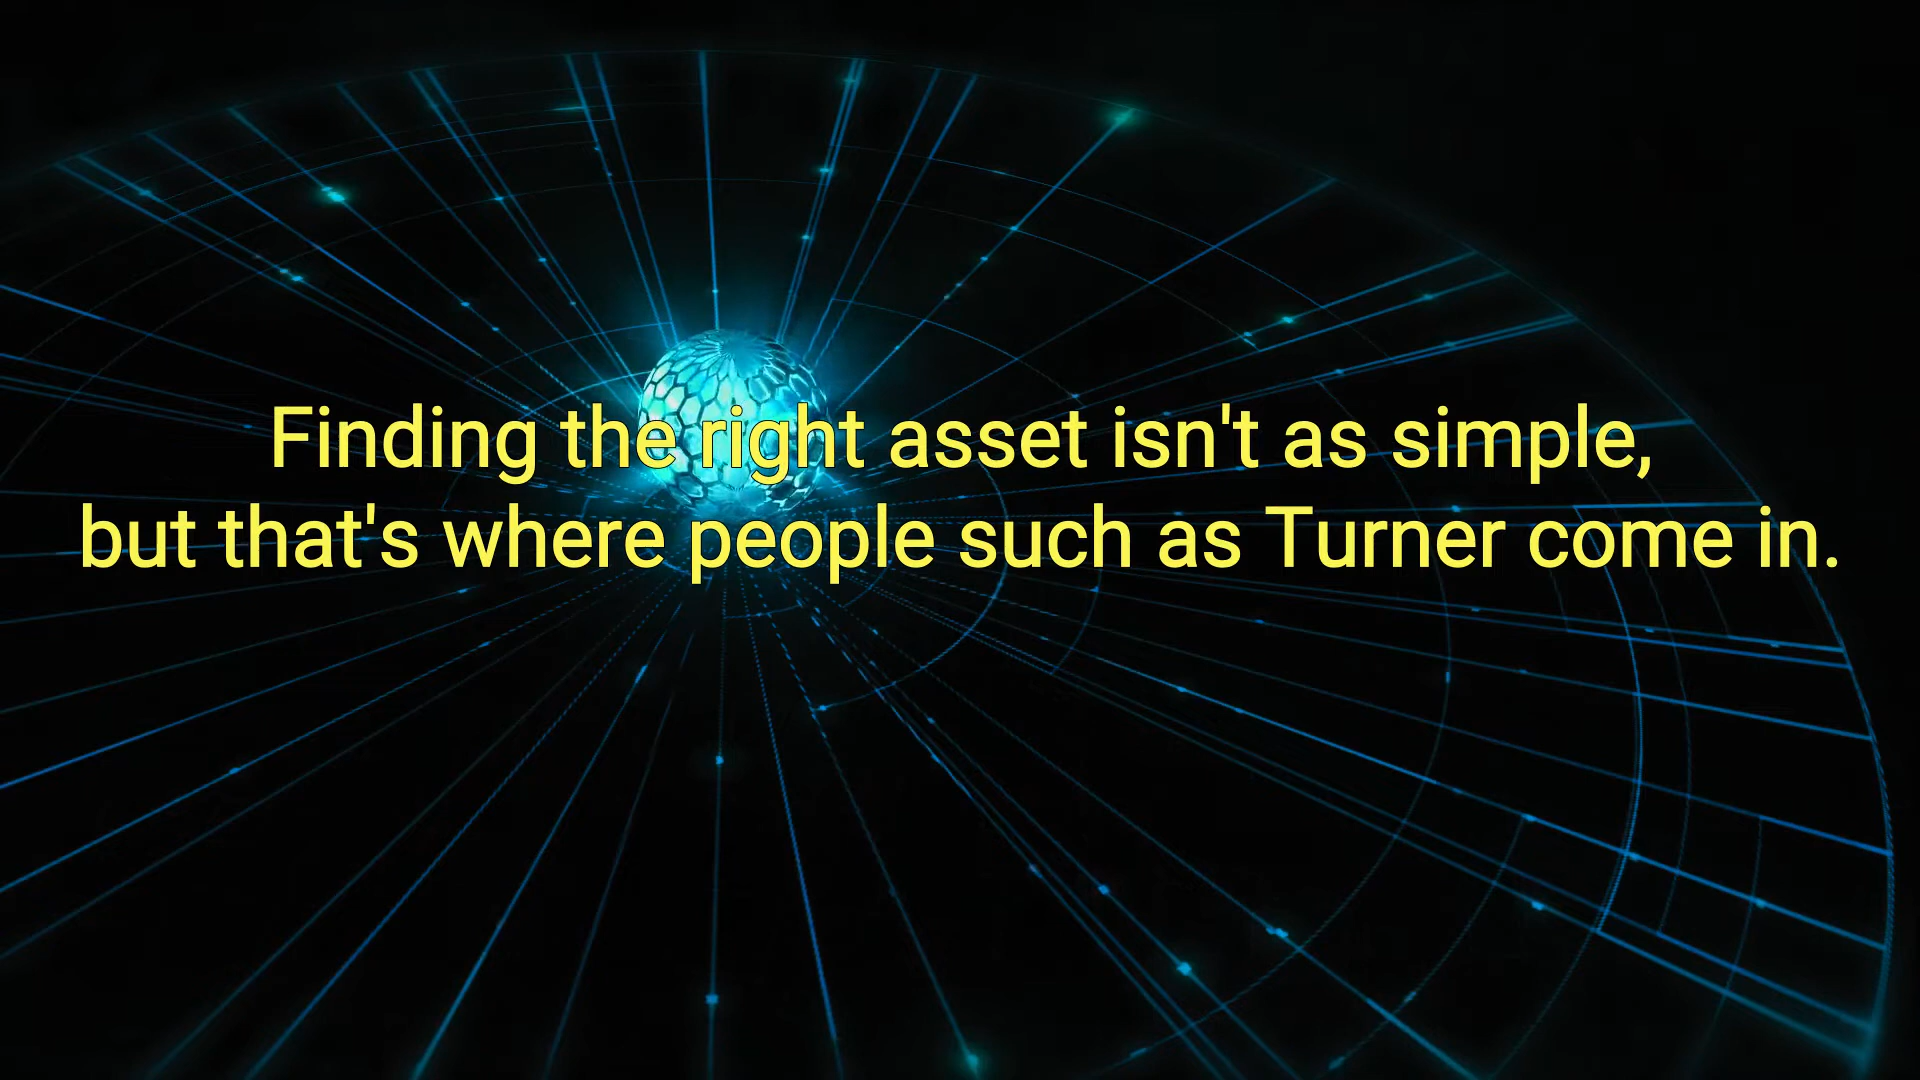 Finding the right asset isn't as simple,
but that's where people such as Turner come in.